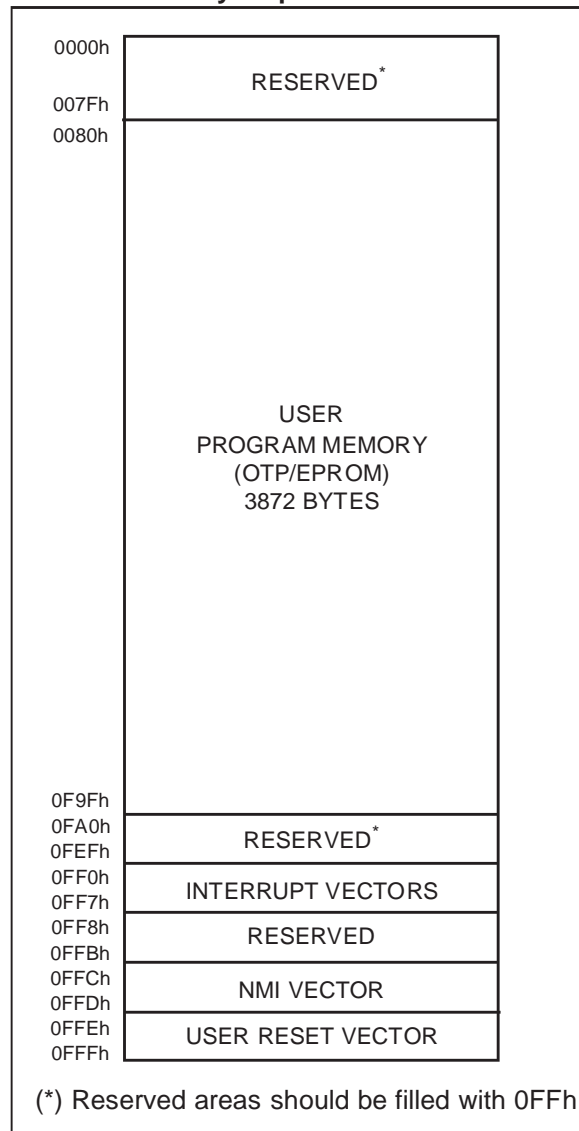 0000h
RESERVED*
007Fh
0080h
USER
PROGRAM MEMORY
(OTP/EPROM)
3872 BYTES
0F9Fh
0FA0h
RESERVED*
0FEFh
0FF0h
INTERRUPT VECTORS
0FF7h
0FF8h
RESERVED
0FFBh
0FFCh
NMI VECTOR
0FFDh
0FFEh
USER RESET VECTOR
0FFFh
(*) Reserved areas should be filled with 0FFh